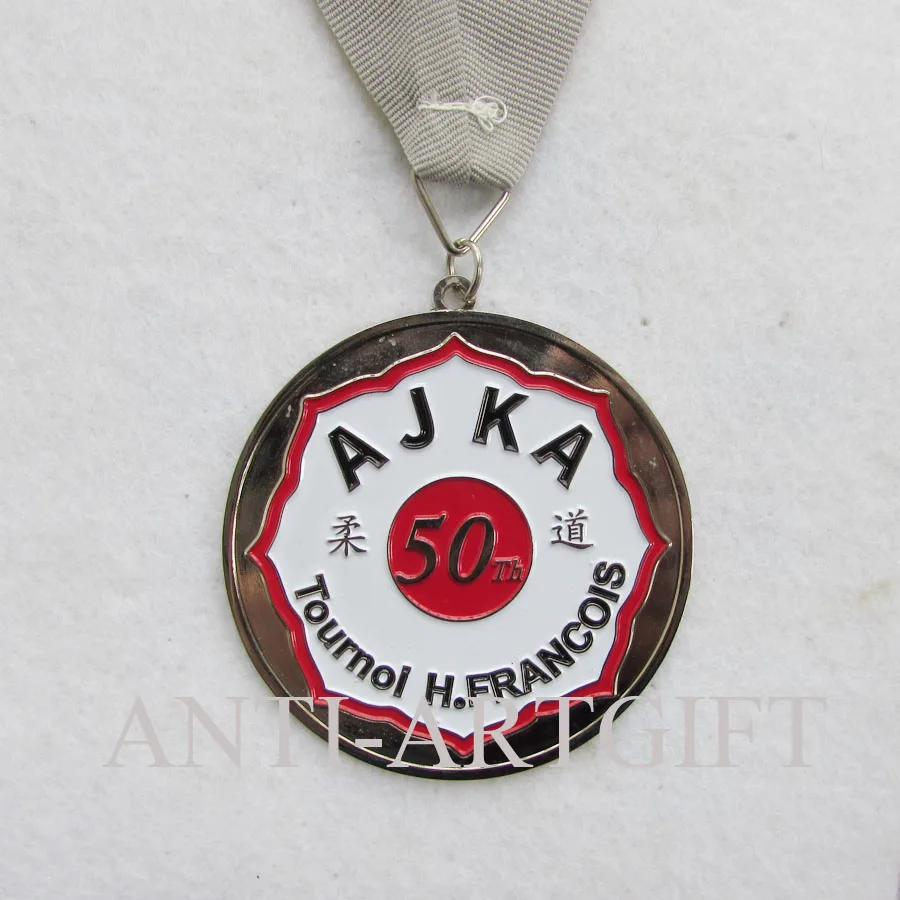 AJKA
柔 50Th 道
Tournoi H.FRANCOIS
ANTI-ARTGIFT